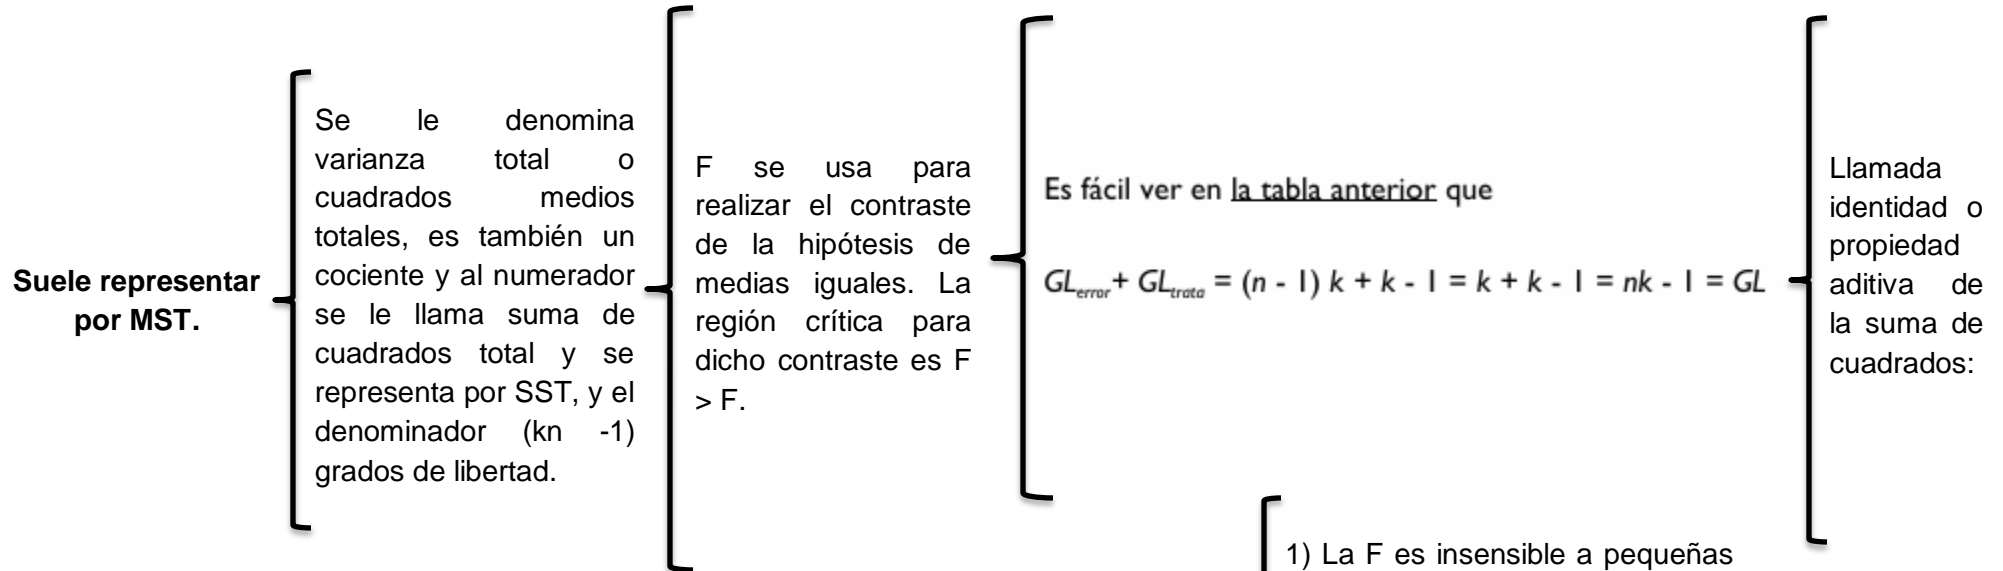 Suele representar
por MST.
Se le denomina
varianza total o
cuadrados medios
totales, es también un
cociente y al numerador
se le llama suma de
cuadrados total y se
representa por SST, y el
denominador (kn -1)
grados de libertad.
F se usa para
realizar el contraste
de la hipótesis de
medias iguales. La
región crítica para
dicho contraste es F
> F.
Es fácil ver en la tabla anterior que
GLerror+ GLtrata = (n - 1) k + k - 1 = k + k - 1 = nk - 1 = GL
Llamada
identidad o
propiedad
aditiva de
la suma de
cuadrados:
1) La F es insensible a pequeñas